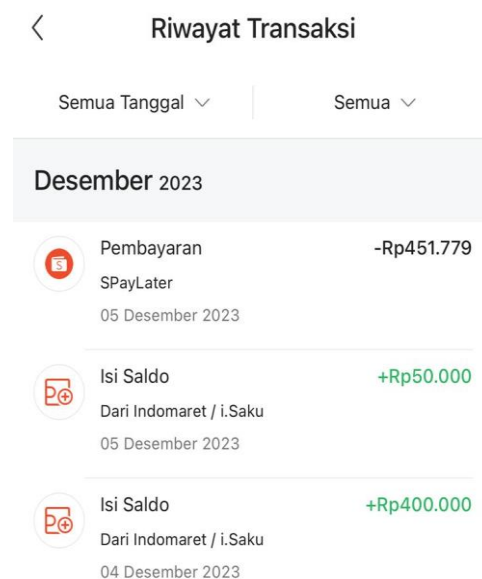 Riwayat Transaksi
Semua Tanggal Semua
Desember 2023
Pembayaran -Rp451.779
SPayLater
05 Desember 2023
Isi Saldo +Rp50.000
Dari Indomaret / i.Saku
05 Desember 2023
Isi Saldo +Rp400.000
Dari Indomaret / i.Saku
04 Desember 2023